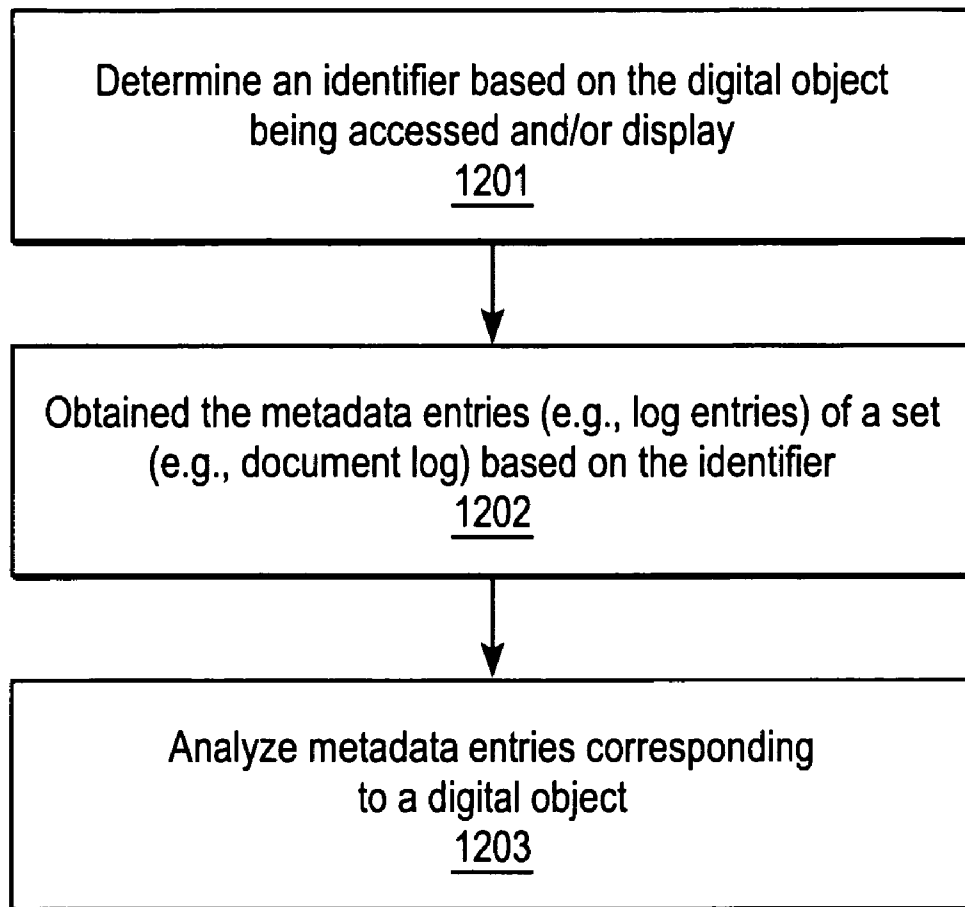 Determine an identifier based on the digital object
being accessed and/or display
1201
Obtained the metadata entries (e.g., log entries) of a set
(e.g., document log) based on the identifier
1202
Analyze metadata entries corresponding
to a digital object
1203